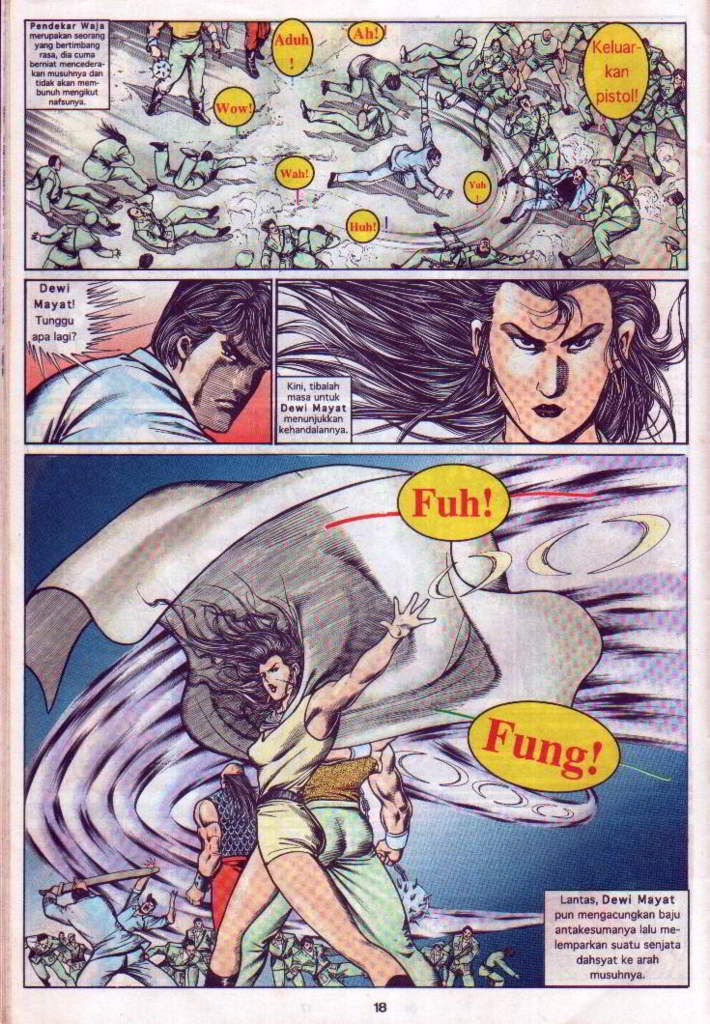 Pendekar Waja
merupakan seorang
yang bertimbang
rasa, dia cuma
berniat mencedera-
kan musuhnya dan
tidak akan mem-
bunuh mengikut
nafsunya.
Aduh
!
Ah!
Keluar-
kan
pistol!
Wow!
Wah!
Yuh
!
Huh!
Dewi
Mayat!
Tunggu
apa lagi?
Kini, tibalah
masa untuk
Dewi Mayat
menunjukkan
kehandalannya.
Fuh!
Fung!
Lantas, Dewi Mayat
pun mengacungkan baju
antakesumanya lalu me-
lemparkan suatu senjata
dahsyat ke arah
musuhnya.
18